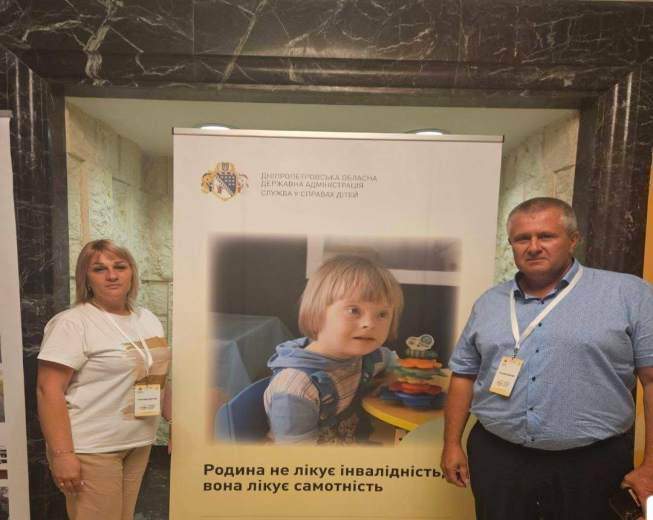 ДНІПРОПЕТРОВСЬКА ОБЛАСНА
ДЕРЖАВНА АДМІНІСТРАЦІЯ
СЛУЖБА У СПРАВАХ ДІТЕЙ
Родина не лікує інвалідність,
вона лікує самотність